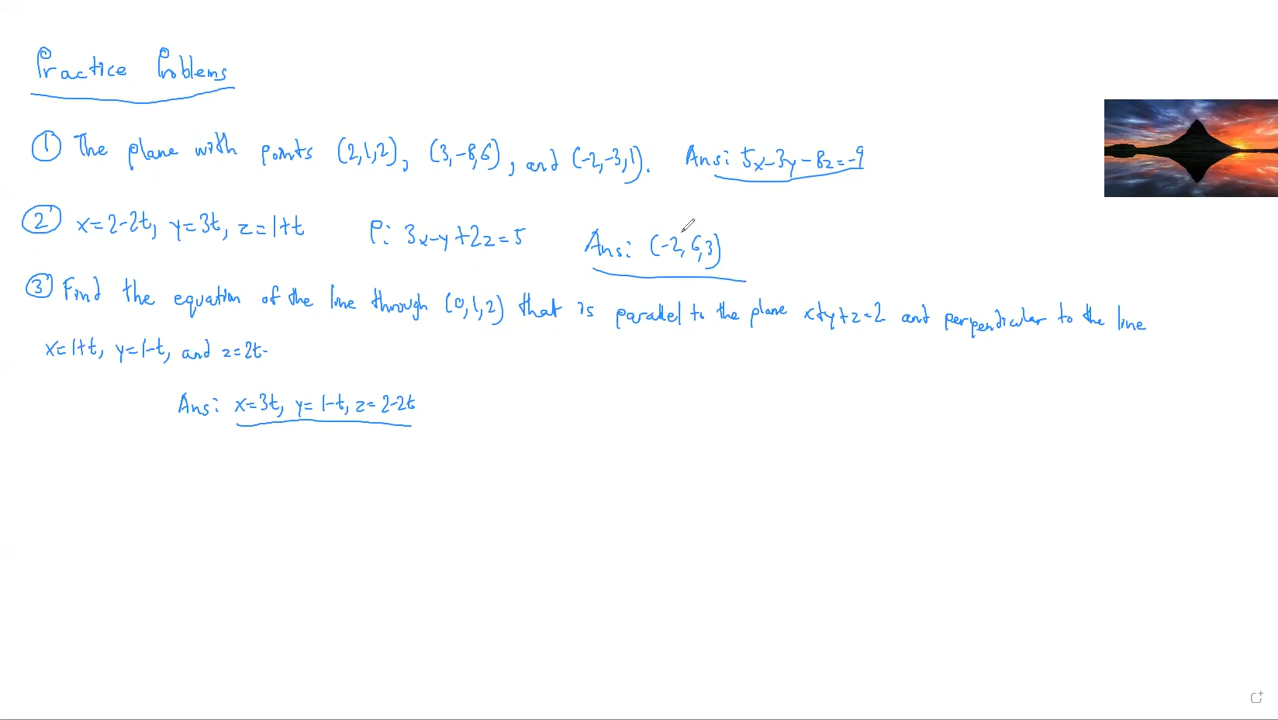 Practice Problems
① The plane with points (2,1,2), (3,-8,6), and (-2,-3,1). Ans: 5x-3y-8z=-9
② x=2-2t, y=3t, z=1+t P: 3x-y+2z=5 Ans: (-2,6,3)
③ Find the equation of the line through (0,1,2) that is parallel to the plane x+y+z=2 and perpendicular to the line
x=1+t, y=1-t, and z=2t.
Ans: x=3t, y=1-t, z=2-2t